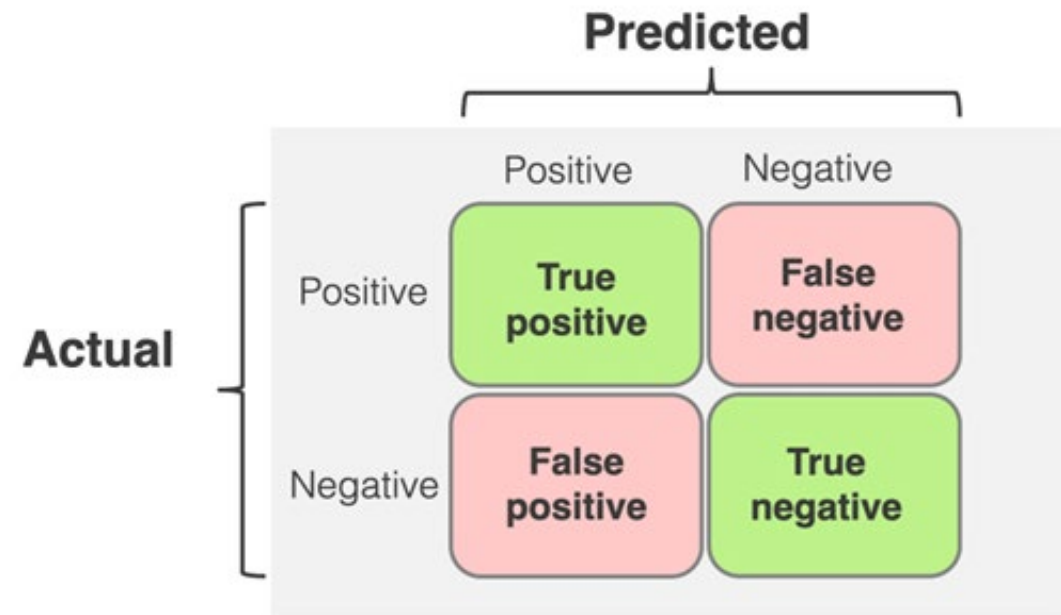 Predicted
Positive Negative
Positive
True
positive
False
negative
Actual
Negative
False
positive
True
negative